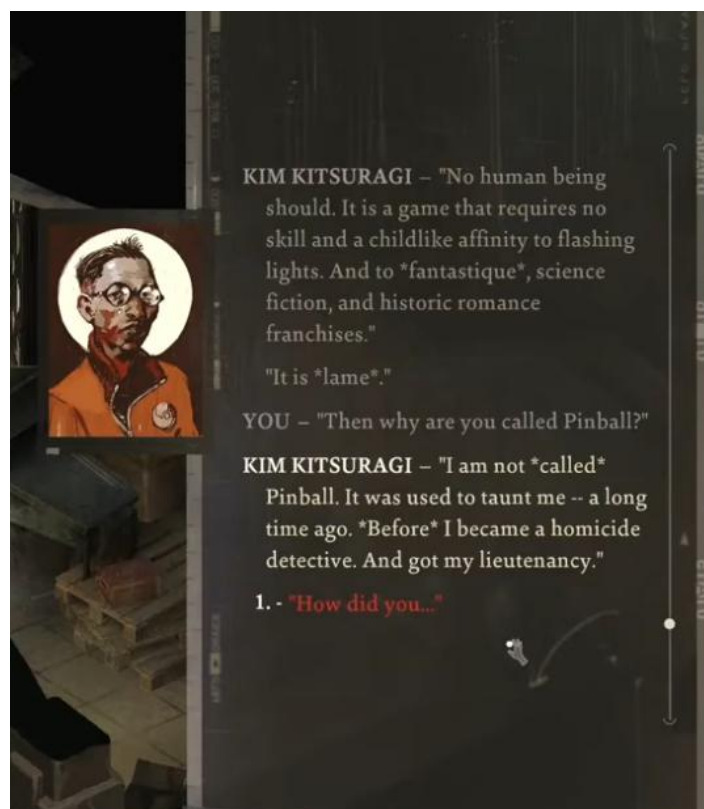 KIM KITSURAGI – "No human being
should. It is a game that requires no
skill and a childlike affinity to flashing
lights. And to *fantastique*, science
fiction, and historic romance
franchises."
"It is *lame*."
YOU – "Then why are you called Pinball?"
KIM KITSURAGI – "I am not *called*
Pinball. It was used to taunt me -- a long
time ago. *Before* I became a homicide
detective. And got my lieutenancy."
1. - "How did you..."